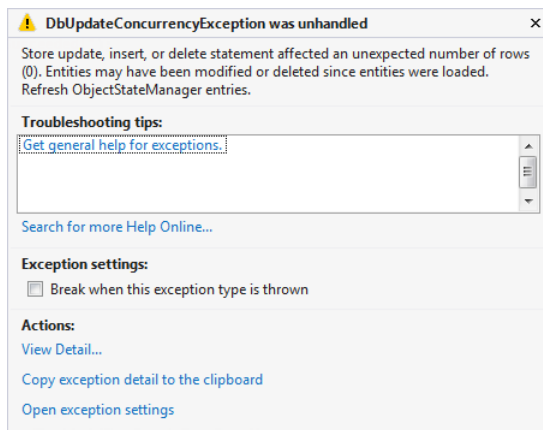 DbUpdateConcurrencyException was unhandled
Store update, insert, or delete statement affected an unexpected number of rows
(0). Entities may have been modified or deleted since entities were loaded.
Refresh ObjectStateManager entries.
Troubleshooting tips:
Get general help for exceptions.
Search for more Help Online...
Exception settings:
Break when this exception type is thrown
Actions:
View Detail...
Copy exception detail to the clipboard
Open exception settings